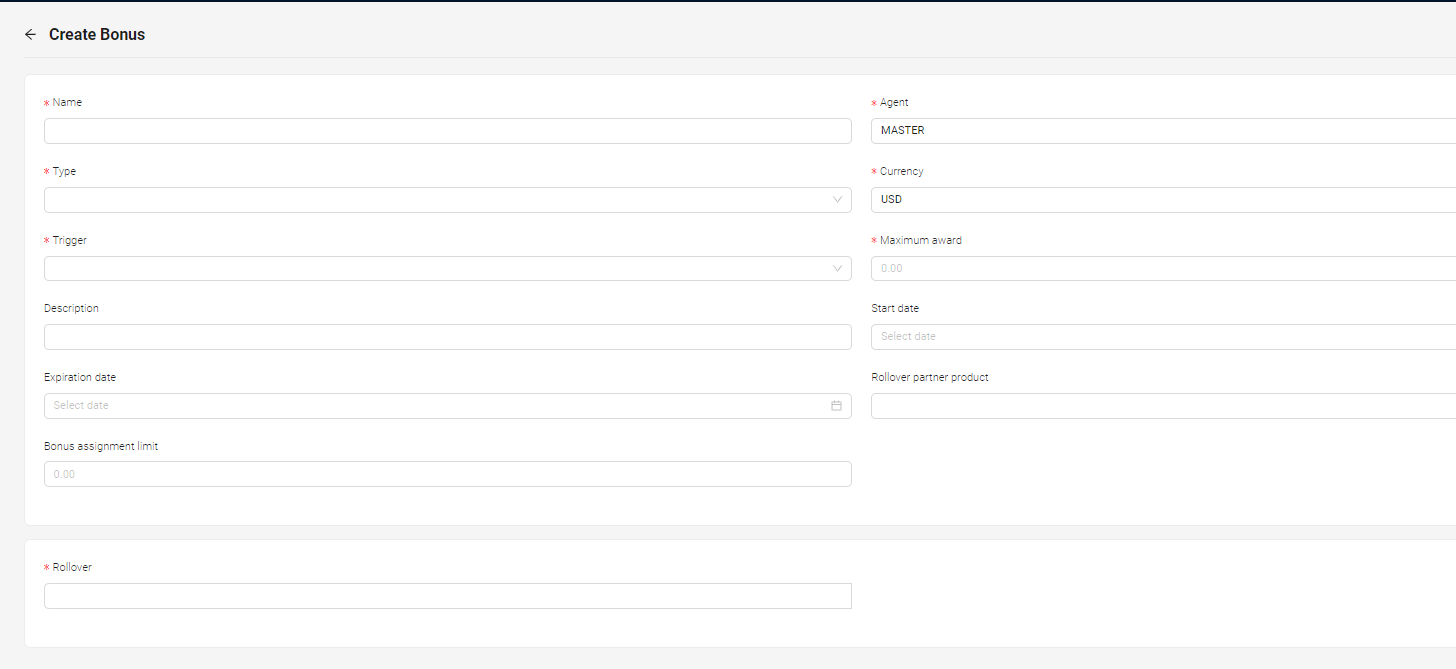 Create Bonus
* Name
* Agent
MASTER
* Type
* Currency
USD
* Trigger
* Maximum award
0.00
Description
Start date
Select date
Expiration date
Rollover partner product
Select date
Bonus assignment limit
0.00
* Rollover